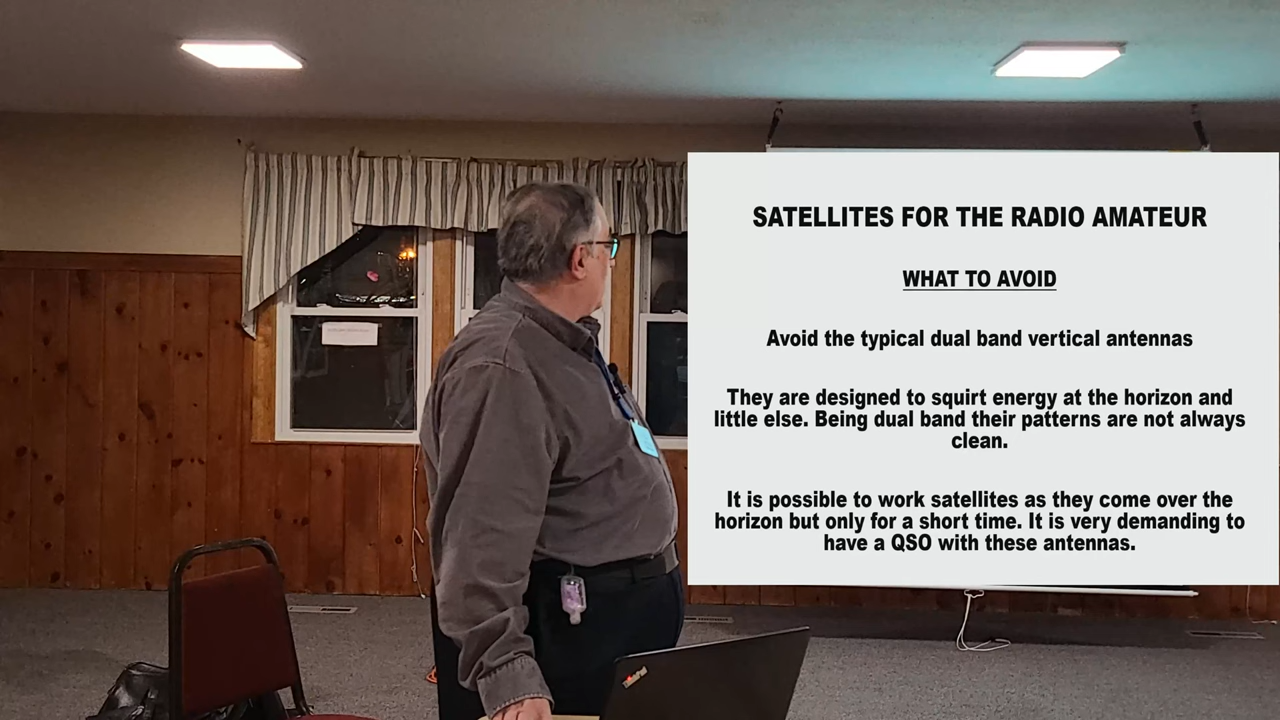 SATELLITES FOR THE RADIO AMATEUR
WHAT TO AVOID
Avoid the typical dual band vertical antennas
They are designed to squirt energy at the horizon and
little else. Being dual band their patterns are not always
clean.
It is possible to work satellites as they come over the
horizon but only for a short time. It is very demanding to
have a QSO with these antennas.
ThinkPad